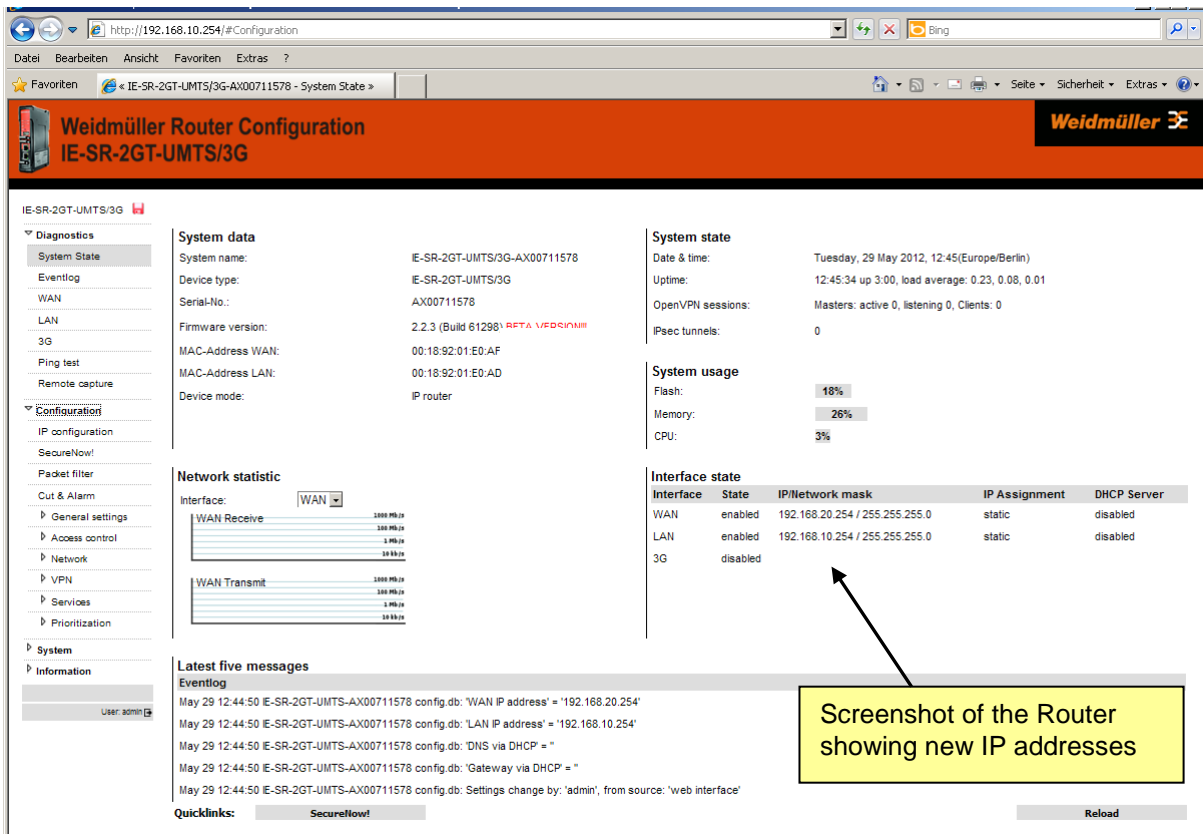 http://192.168.10.254/#Configuration
Bing
Datei Bearbeiten Ansicht Favoriten Extras ?
Favoriten « IE-SR-2GT-UMTS/3G-AX00711578 - System State » Seite Sicherheit Extras
Weidmüller Router Configuration
IE-SR-2GT-UMTS/3G
Weidmüller
IE-SR-2GT-UMTS/3G
Diagnostics
System State
Eventlog
WAN
LAN
3G
Ping test
Remote capture
Configuration
IP configuration
SecureNow!
Packet filter
Cut & Alarm
General settings
Access control
Network
VPN
Services
Prioritization
System
Information
User: admin
System data
System name: IE-SR-2GT-UMTS/3G-AX00711578
Device type: IE-SR-2GT-UMTS/3G
Serial-No.: AX00711578
Firmware version: 2.2.3 (Build 61298) BETA VERSION!!!
MAC-Address WAN: 00:18:92:01:E0:AF
MAC-Address LAN: 00:18:92:01:E0:AD
Device mode: IP router
System state
Date & time: Tuesday, 29 May 2012, 12:45(Europe/Berlin)
Uptime: 12:45:34 up 3:00, load average: 0.23, 0.08, 0.01
OpenVPN sessions: Masters: active 0, listening 0, Clients: 0
IPsec tunnels: 0
System usage
Flash: 18%
Memory: 26%
CPU: 3%
Network statistic
Interface: WAN
WAN Receive
1000 Mb/s
100 Mb/s
1 Mb/s
10 kb/s
WAN Transmit
1000 Mb/s
100 Mb/s
1 Mb/s
10 kb/s
Interface state
Interface State IP/Network mask IP Assignment DHCP Server
WAN enabled 192.168.20.254 / 255.255.255.0 static disabled
LAN enabled 192.168.10.254 / 255.255.255.0 static disabled
3G disabled
Latest five messages
Eventlog
May 29 12:44:50 IE-SR-2GT-UMTS-AX00711578 config.db: 'WAN IP address' = '192.168.20.254'
May 29 12:44:50 IE-SR-2GT-UMTS-AX00711578 config.db: 'LAN IP address' = '192.168.10.254'
May 29 12:44:50 IE-SR-2GT-UMTS-AX00711578 config.db: 'DNS via DHCP' = ''
May 29 12:44:50 IE-SR-2GT-UMTS-AX00711578 config.db: 'Gateway via DHCP' = ''
May 29 12:44:50 IE-SR-2GT-UMTS-AX00711578 config.db: Settings change by: 'admin', from source: 'web interface'
Screenshot of the Router
showing new IP addresses
Quicklinks: SecureNow! Reload